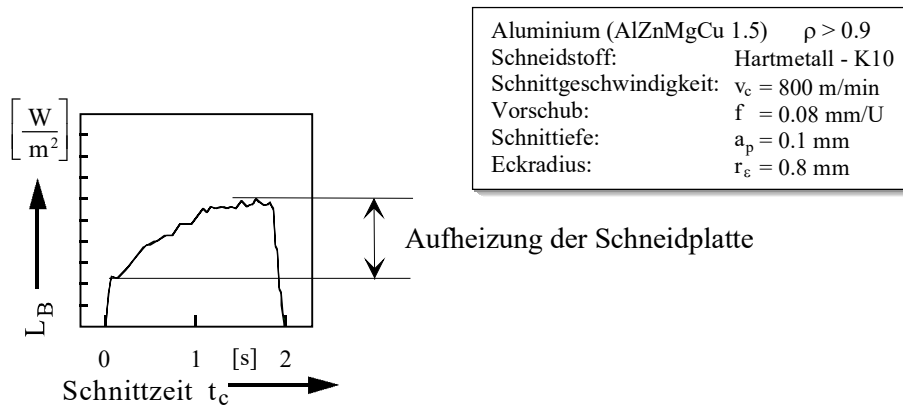 Aluminium (AlZnMgCu 1.5) ρ > 0.9
Schneidstoff: Hartmetall - K10
Schnittgeschwindigkeit: v_c = 800 m/min
Vorschub: f = 0.08 mm/U
Schnittiefe: a_p = 0.1 mm
Eckradius: r_ε = 0.8 mm
[W/m²]
L_B
Aufheizung der Schneidplatte
0 1 [s] 2
Schnittzeit t_c